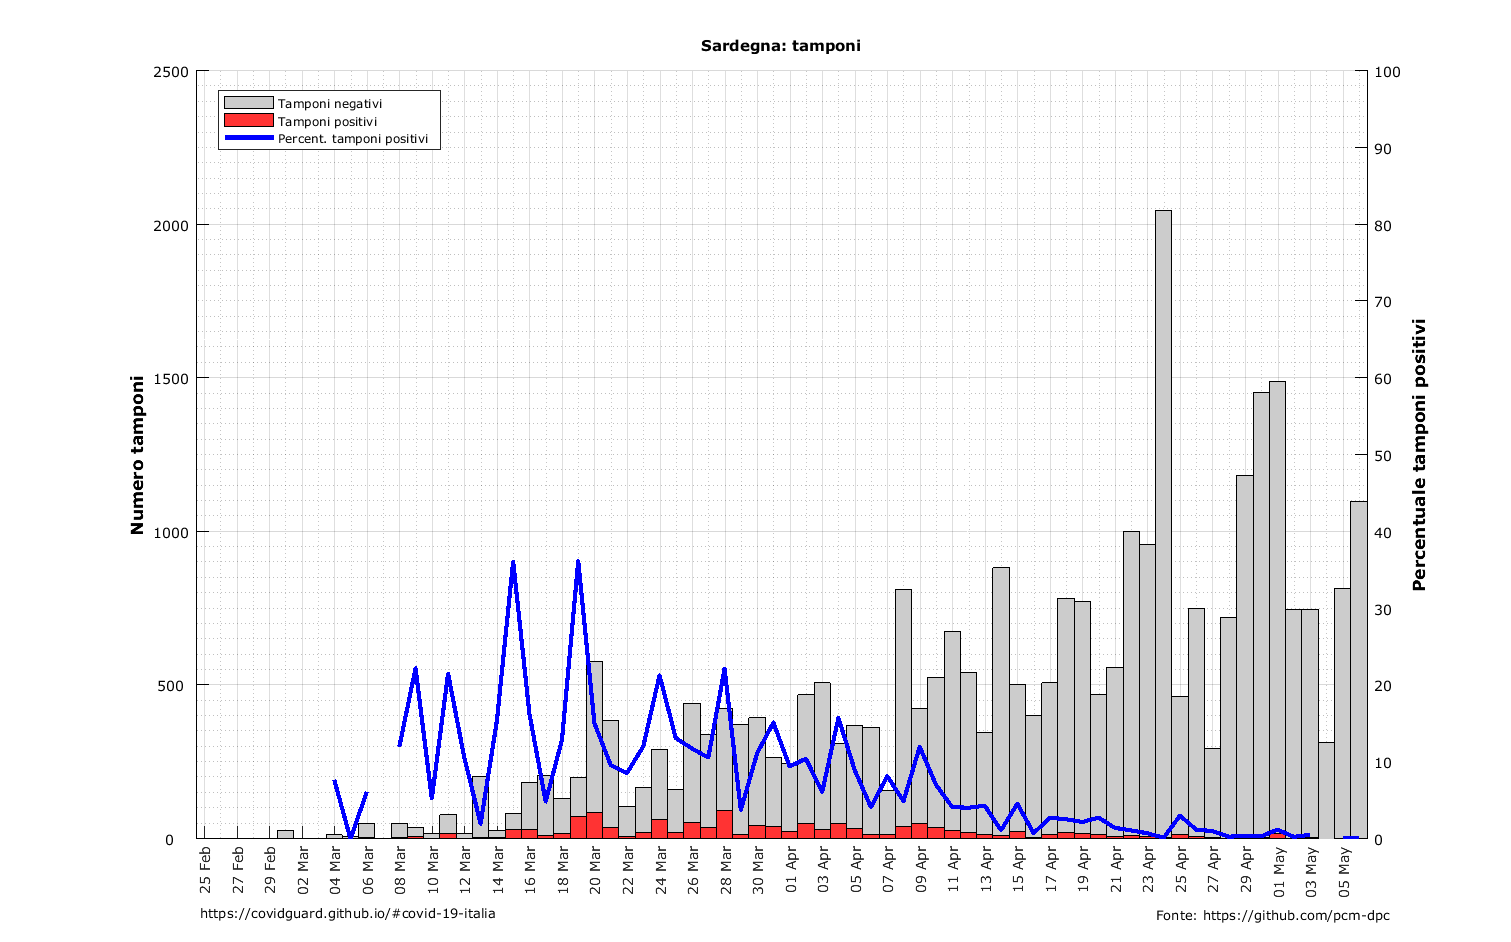 Sardegna: tamponi
2500
2000
1500
1000
500
0
Numero tamponi
Tamponi negativi
Tamponi positivi
Percent. tamponi positivi
100
90
80
70
60
50
40
30
20
10
0
Percentuale tamponi positivi
25 Feb
27 Feb
29 Feb
02 Mar
04 Mar
06 Mar
08 Mar
10 Mar
12 Mar
14 Mar
16 Mar
18 Mar
20 Mar
22 Mar
24 Mar
26 Mar
28 Mar
30 Mar
01 Apr
03 Apr
05 Apr
07 Apr
09 Apr
11 Apr
13 Apr
15 Apr
17 Apr
19 Apr
21 Apr
23 Apr
25 Apr
27 Apr
29 Apr
01 May
03 May
05 May
https://covidguard.github.io/#covid-19-italia
Fonte: https://github.com/pcm-dpc